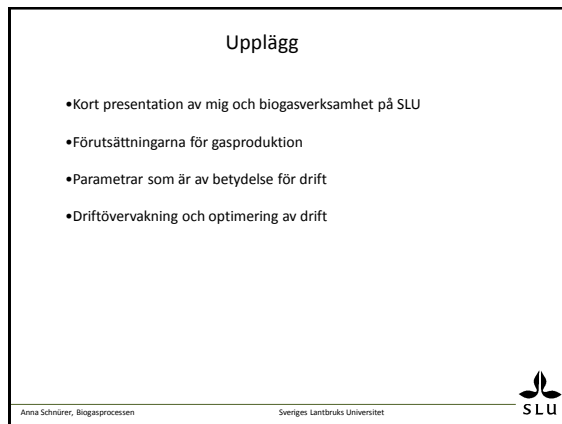 Upplägg
•Kort presentation av mig och biogasverksamhet på SLU
•Förutsättningarna för gasproduktion
•Parametrar som är av betydelse för drift
•Driftövervakning och optimering av drift
Anna Schnürer, Biogasprocessen
Sveriges Lantbruks Universitet
SLU